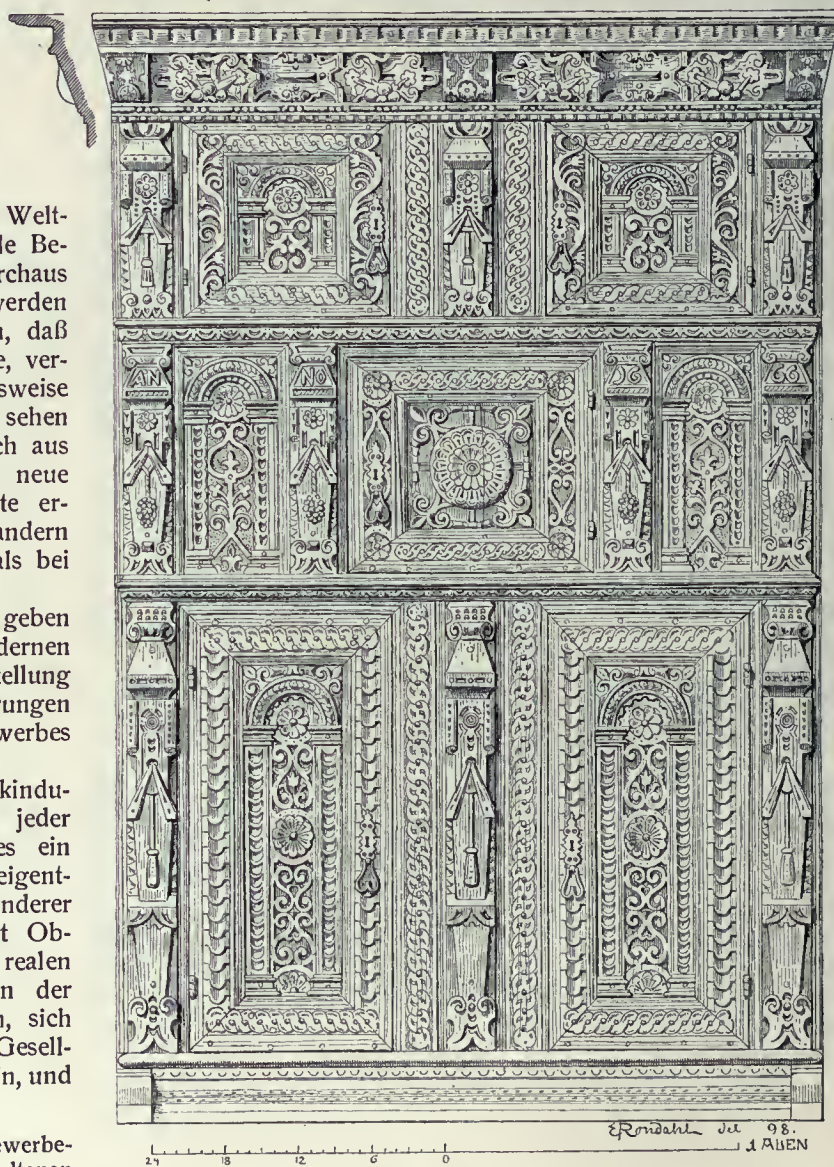 Welt-
le Be-
rchaus
verden
n, daß
e, ver-
sweise
sehen
ch aus
neue
te er-
andern
als bei
geben
dernen
tellung
rungen
werbes
kindu-
jeder
es ein
eigent-
nderer
t Ob-
realen
n der
n, sich
Gesell-
n, und
ewerbe-
AN NO 16 66
ERondahl del 98.
24 18 12 6 0 1 ALEN